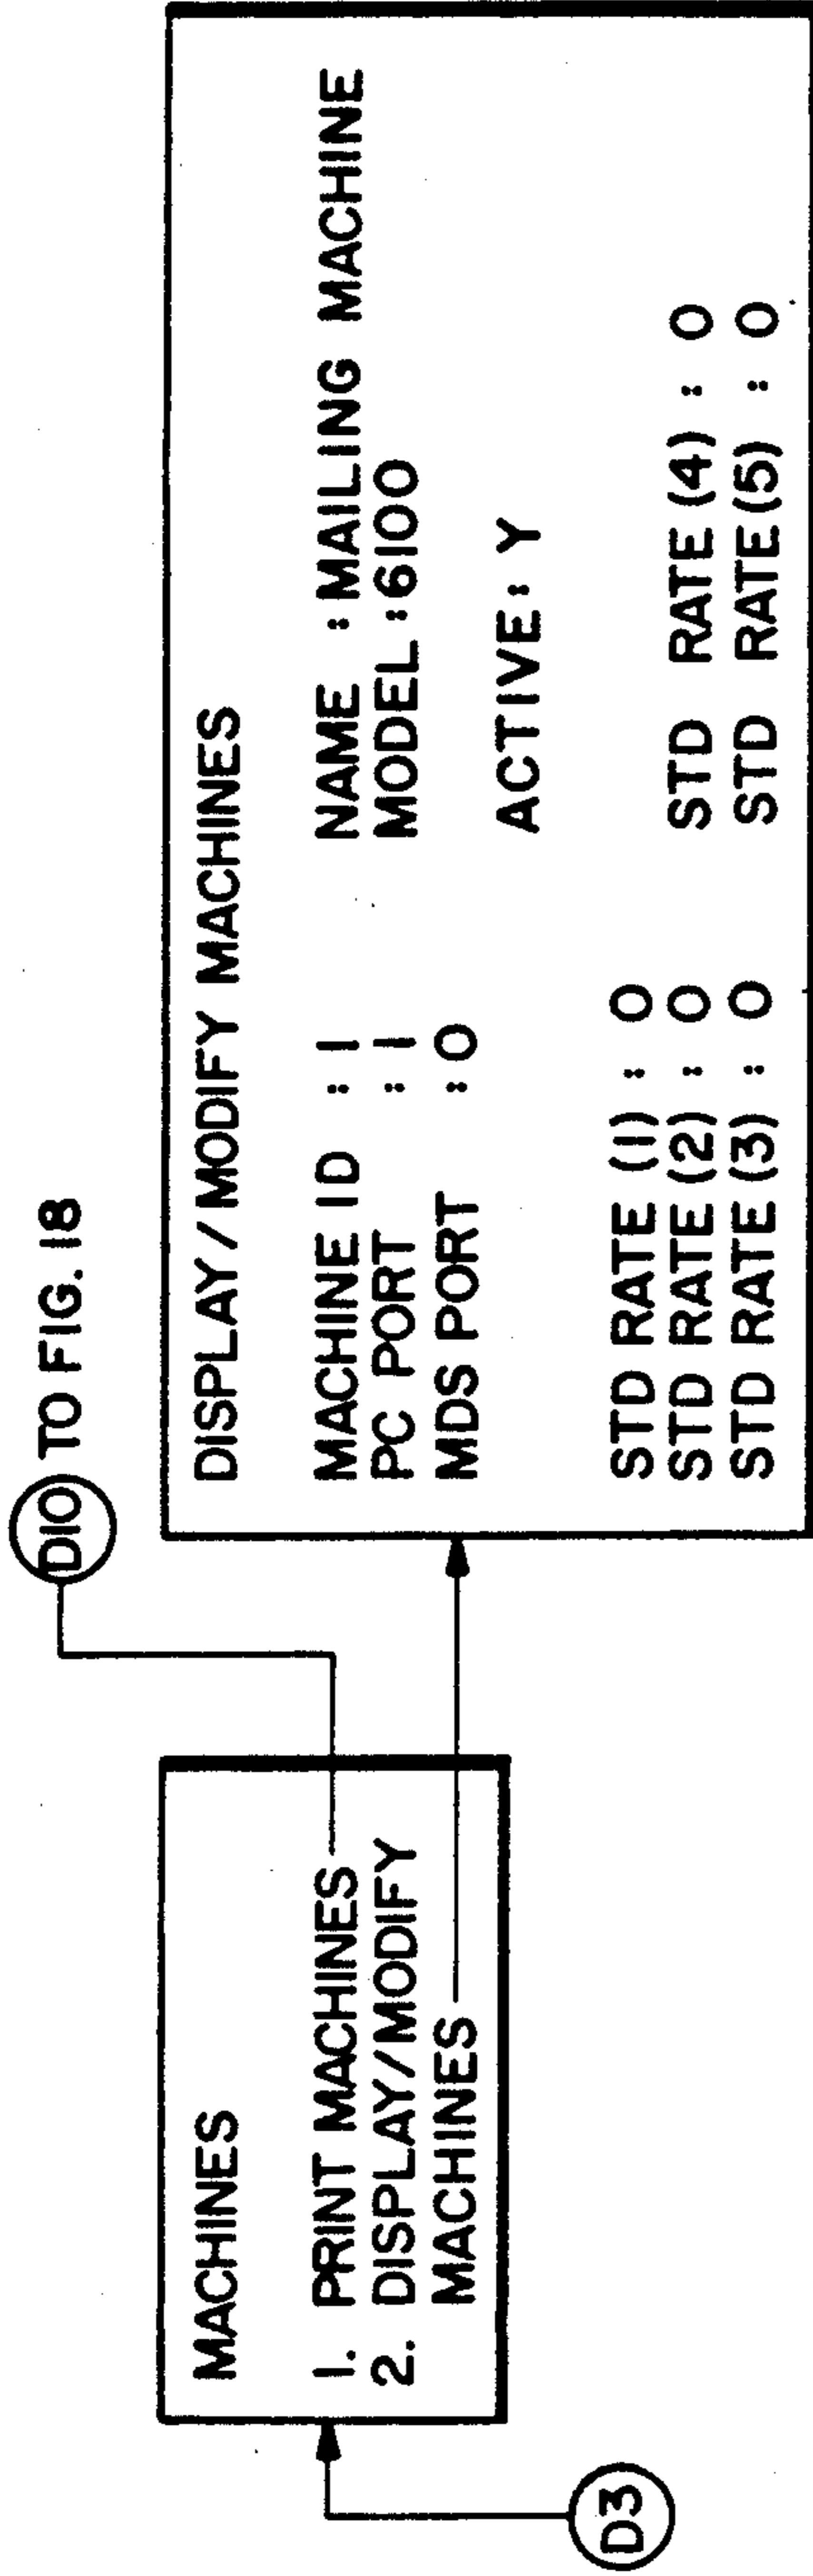 D3
MACHINES
1. PRINT MACHINES
2. DISPLAY/MODIFY
MACHINES
D10 TO FIG. 18
DISPLAY/MODIFY MACHINES
MACHINE ID : 1 NAME : MAILING MACHINE
PC PORT : 1 MODEL : 6100
MDS PORT : 0
ACTIVE: Y
STD RATE (1) : 0
STD RATE (2) : 0 STD RATE (4) : 0
STD RATE (3) : 0 STD RATE (5) : 0